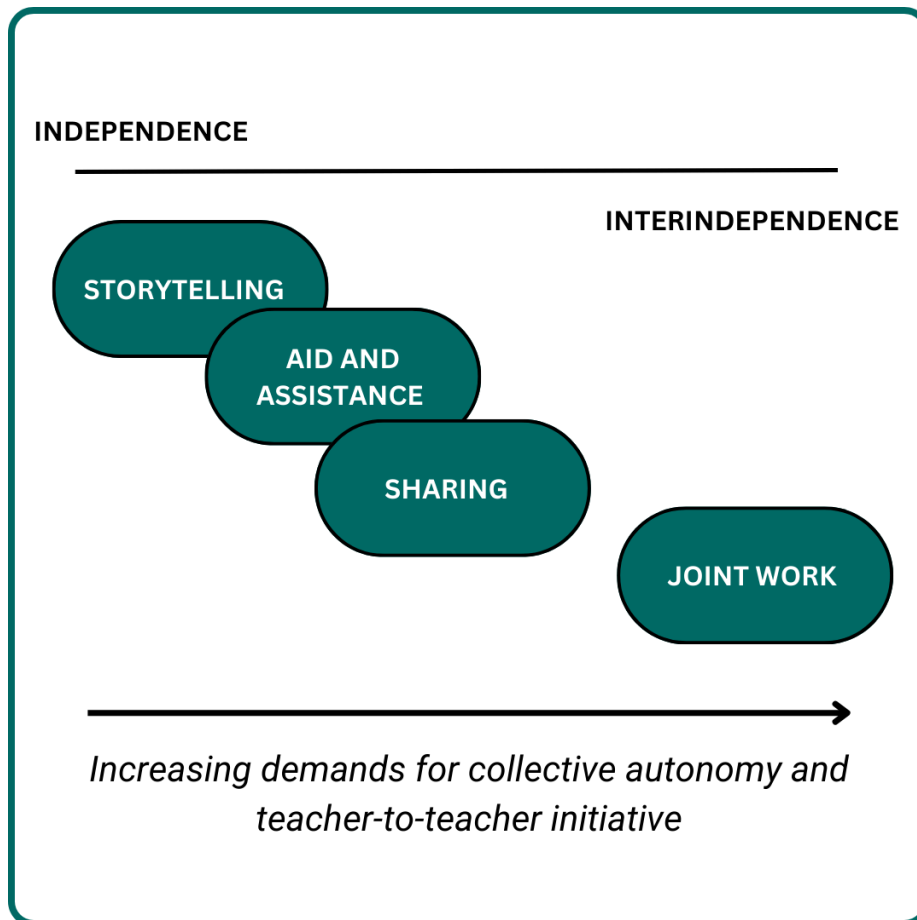 INDEPENDENCE
INTERINDEPENDENCE
STORYTELLING
AID AND
ASSISTANCE
SHARING
JOINT WORK
Increasing demands for collective autonomy and
teacher-to-teacher initiative